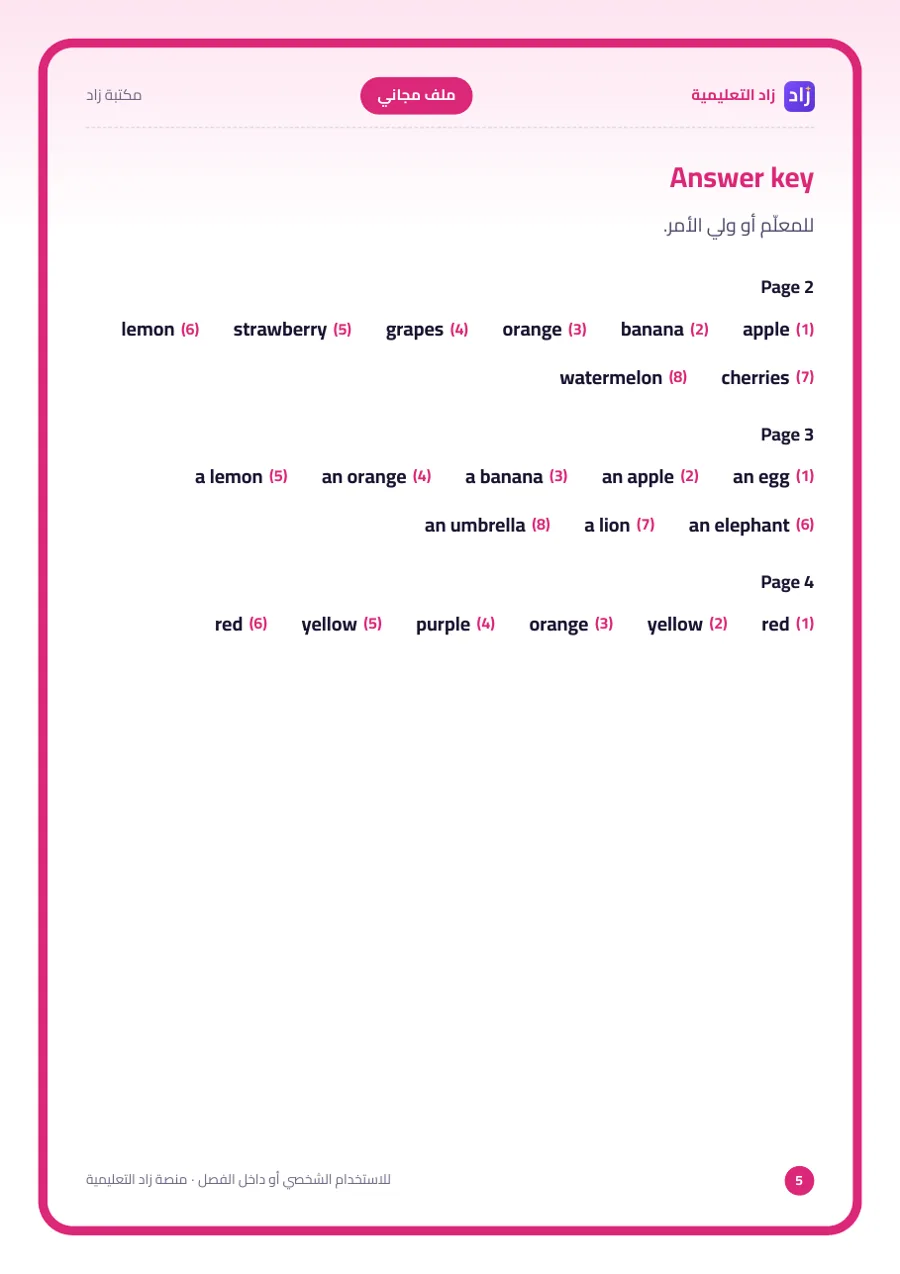 زاد زاد التعليمية
ملف مجاني
مكتبة زاد
Answer key
للمعلّم أو ولي الأمر.
Page 2
(1) apple (2) banana (3) orange (4) grapes (5) strawberry (6) lemon
(7) cherries (8) watermelon
Page 3
(1) an egg (2) an apple (3) a banana (4) an orange (5) a lemon
(6) an elephant (7) a lion (8) an umbrella
Page 4
(1) red (2) yellow (3) orange (4) purple (5) yellow (6) red
5
للاستخدام الشخصي أو داخل الفصل · منصة زاد التعليمية